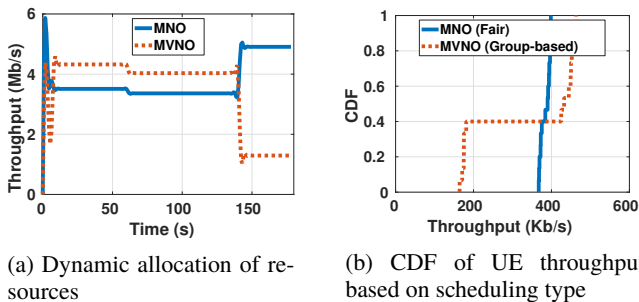 Throughput (Mb/s)
6
4
2
0
MNO
MVNO
0 50 100 150
Time (s)
(a) Dynamic allocation of re-
sources
CDF
1
0.8
0.6
0.4
0.2
0
MNO (Fair)
MVNO (Group-based)
0 200 400 600
Throughput (Kb/s)
(b) CDF of UE throughput
based on scheduling type